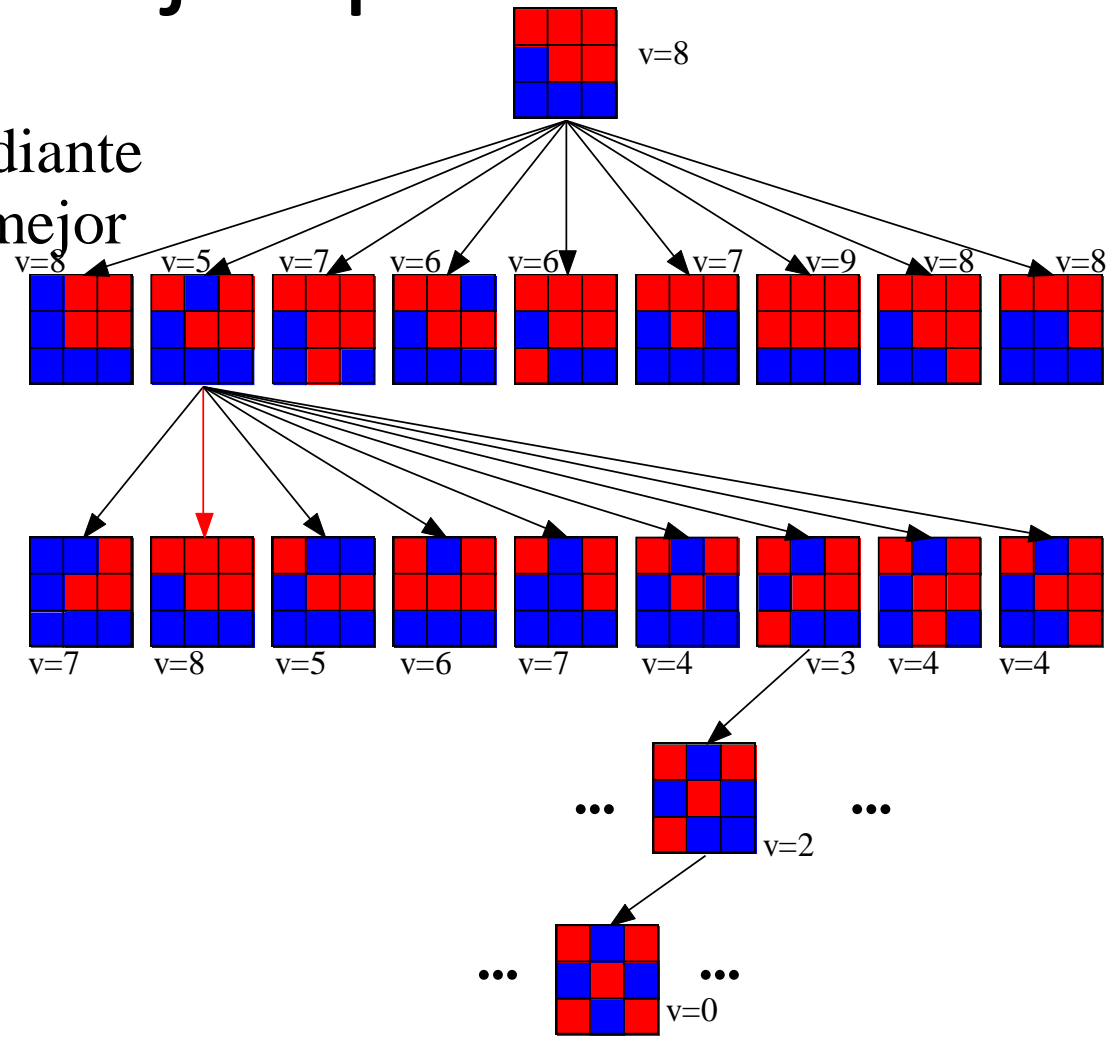 v=8
diante
mejor
v=8 v=5 v=7 v=6 v=6 v=7 v=9 v=8 v=8
v=7 v=8 v=5 v=6 v=7 v=4 v=3 v=4 v=4
... v=2 ...
... v=0 ...